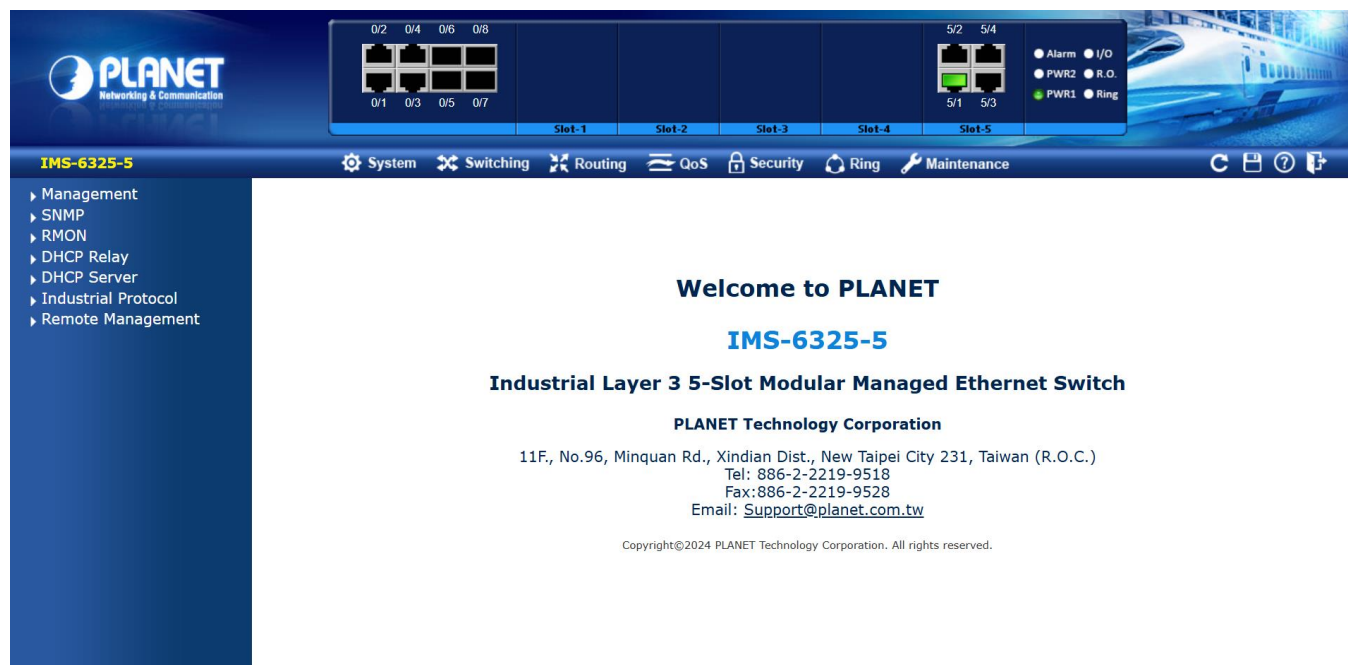 0/2 0/4 0/6 0/8
5/2 5/4
PLANET
Networking & Communication
Alarm I/O
PWR2 R.O.
PWR1 Ring
0/1 0/3 0/5 0/7
5/1 5/3
Slot-1 Slot-2 Slot-3 Slot-4 Slot-5
IMS-6325-5
System Switching Routing QoS Security Ring Maintenance
Management
SNMP
RMON
DHCP Relay
DHCP Server
Industrial Protocol
Remote Management
Welcome to PLANET
IMS-6325-5
Industrial Layer 3 5-Slot Modular Managed Ethernet Switch
PLANET Technology Corporation
11F., No.96, Minquan Rd., Xindian Dist., New Taipei City 231, Taiwan (R.O.C.)
Tel: 886-2-2219-9518
Fax:886-2-2219-9528
Email: Support@planet.com.tw
Copyright©2024 PLANET Technology Corporation. All rights reserved.